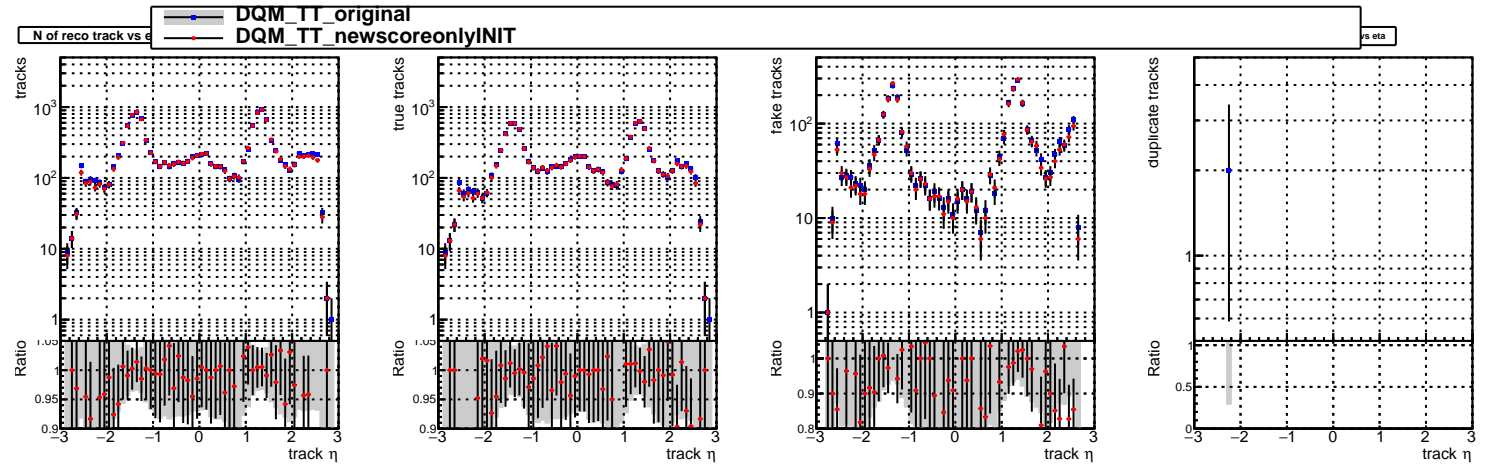 DQM_TT_original
DQM_TT_newscoreonlyINIT
N of reco track vs e
vs eta
tracks
10³
10²
10
1
Ratio
1.05
1
0.95
0.9
−3 −2 −1 0 1 2 3
track η
true tracks
10³
10²
10
1
Ratio
1.05
1
0.95
0.9
−3 −2 −1 0 1 2 3
track η
fake tracks
10²
10
1
Ratio
1
0.9
0.8
−3 −2 −1 0 1 2 3
track η
duplicate tracks
1
Ratio
1
0.5
0
−3 −2 −1 0 1 2 3
track η